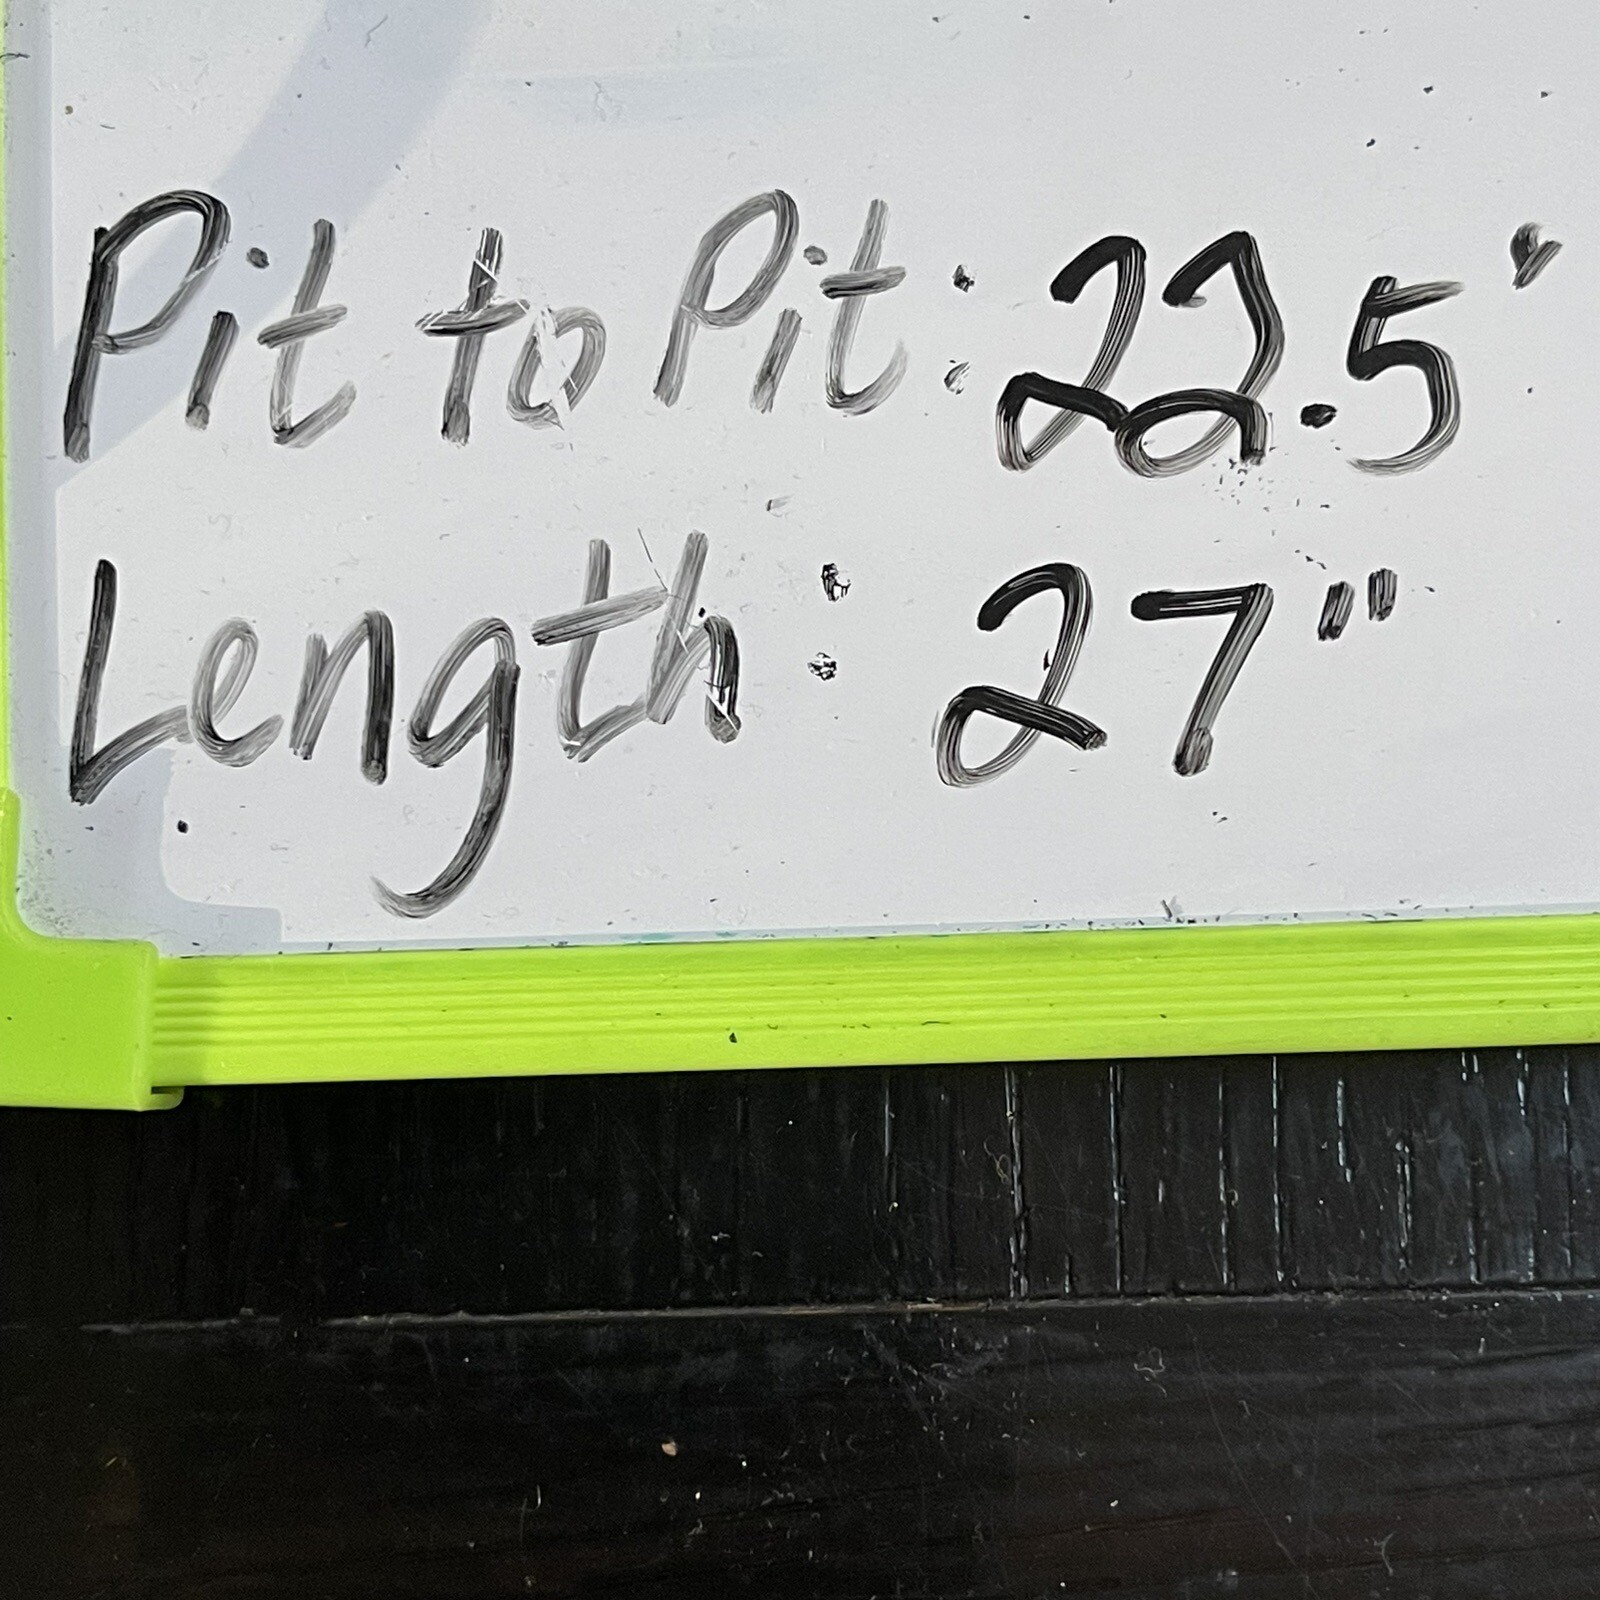 Pit to Pit: 22.5"
Length: 27"